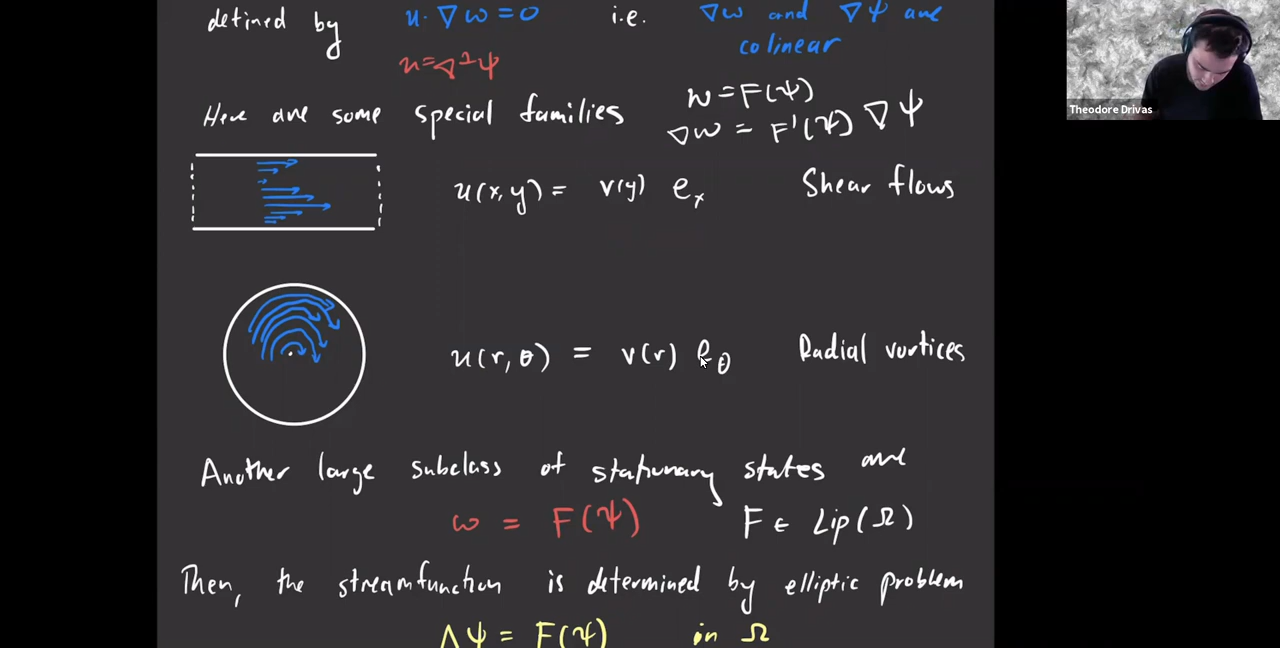 defined by u · ∇ω = 0 i.e. ∇ω and ∇ψ are
colinear
u = ∇⊥ψ
Theodore Drivas
Here are some special families
ω = F(ψ)
∇ω = F'(ψ) ∇ψ
u(x,y) = v(y) e_x Shear flows
u(r,θ) = v(r) e_θ Radial vortices
Another large subclass of stationary states are
ω = F(ψ) F ∈ Lip(Ω)
Then, the streamfunction is determined by elliptic problem
Δψ = F(ψ) in Ω